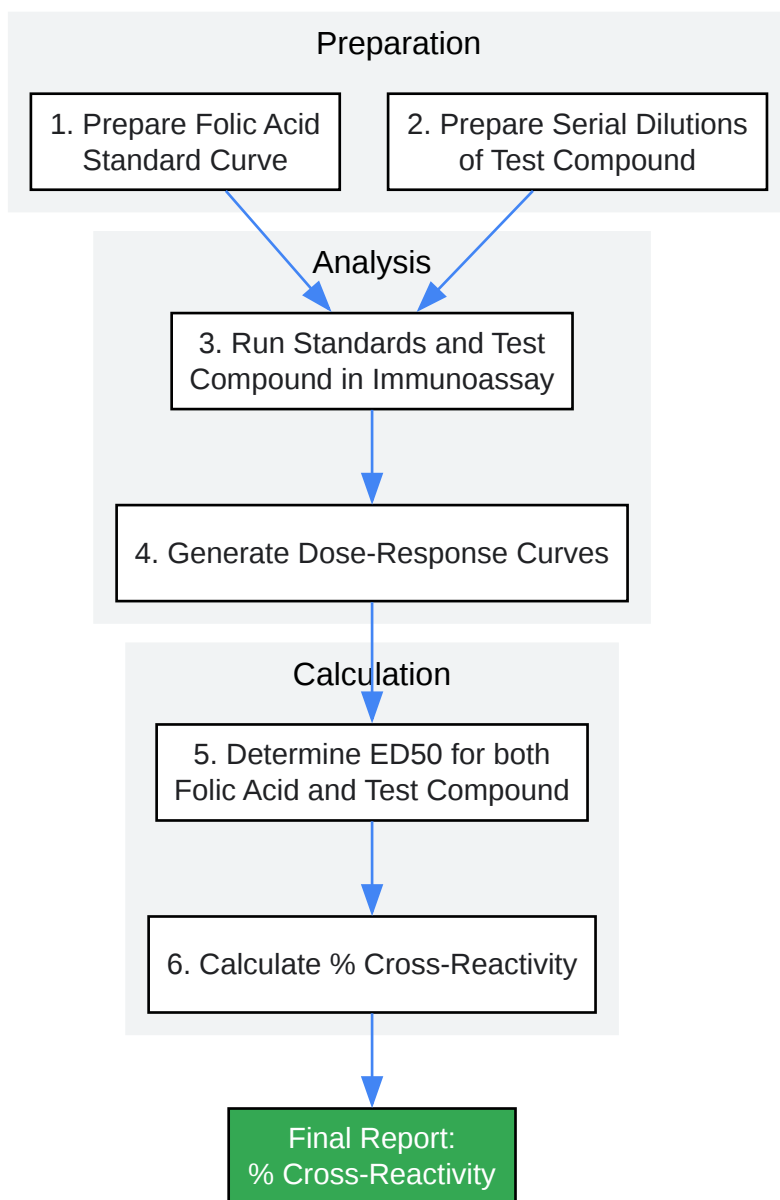 Preparation
1. Prepare Folic Acid
Standard Curve
2. Prepare Serial Dilutions
of Test Compound
Analysis
3. Run Standards and Test
Compound in Immunoassay
4. Generate Dose-Response Curves
Calculation
5. Determine ED50 for both
Folic Acid and Test Compound
6. Calculate % Cross-Reactivity
Final Report:
% Cross-Reactivity